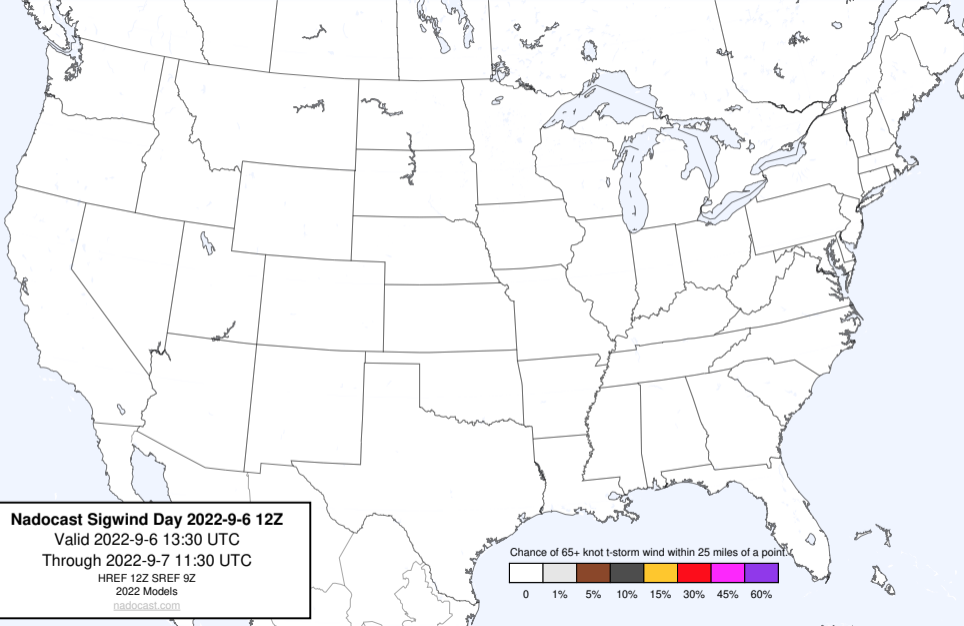 Nadocast Sigwind Day 2022-9-6 12Z
Valid 2022-9-6 13:30 UTC
Through 2022-9-7 11:30 UTC
HREF 12Z SREF 9Z
2022 Models
nadocast.com
Chance of 65+ knot t-storm wind within 25 miles of a point.
0 1% 5% 10% 15% 30% 45% 60%